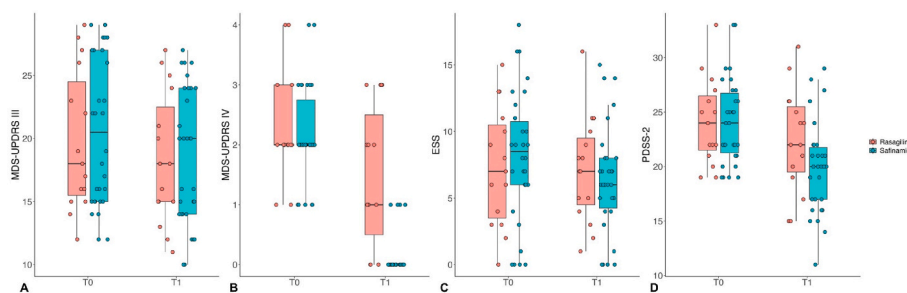 MDS-UPDRS III
25
20
15
10
T0
T1
A
MDS-UPDRS IV
4
3
2
1
0
T0
T1
B
ESS
15
10
5
0
T0
T1
C
PDSS-2
30
25
20
15
10
T0
T1
D
Rasagilin
Safinami